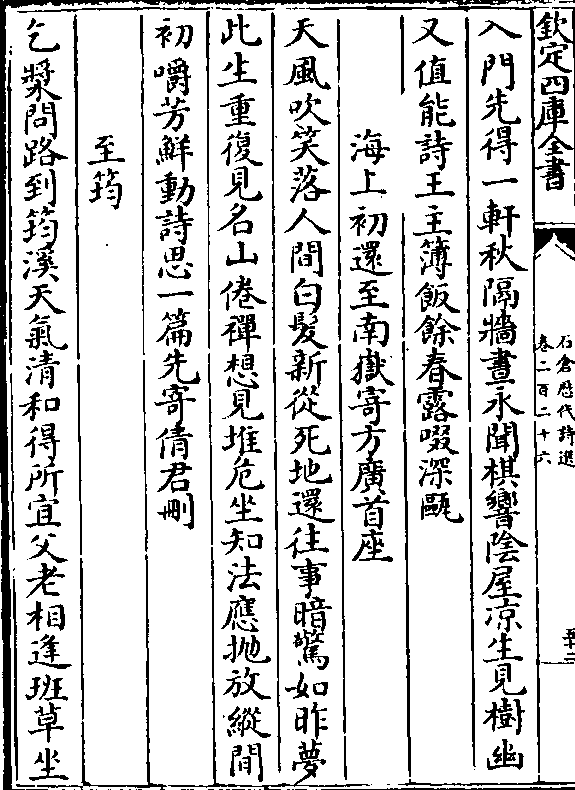 欽定四庫全書
石倉歴代詩選
卷二百二十六
入門先得一軒秋隔牆晝永聞棋響陰屋凉生見樹幽
又值能詩王主簿飯餘春露啜深甌
海上初還至南嶽寄方廣首座
天風吹笑落人間白髮新從死地還往事暗驚如昨夢
此生重復見名山倦禪想見堆危坐知法應抛放縱閒
初嚼芳鮮動詩思一篇先寄倩君刪
至筠
乞漿問路到筠溪天氣清和得所宜父老相逢班草坐